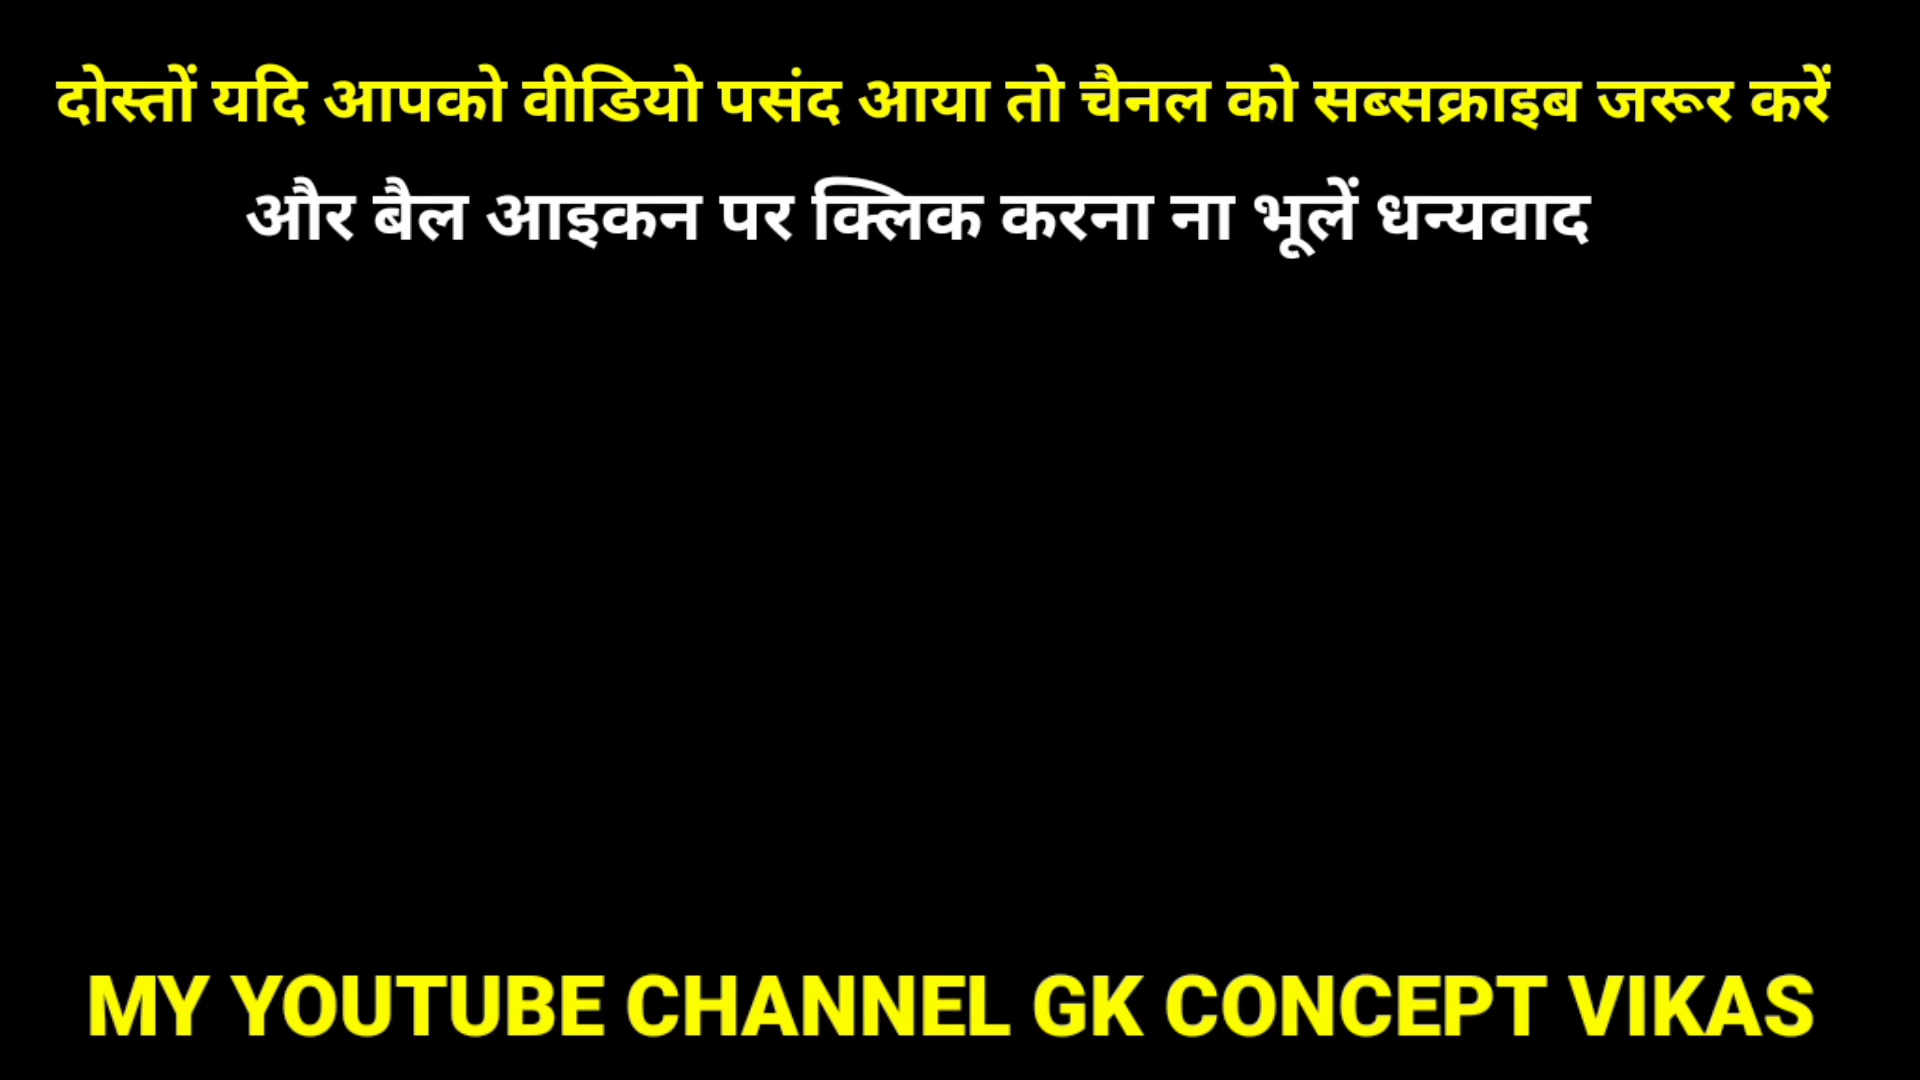 दोस्तों यदि आपको वीडियो पसंद आया तो चैनल को सब्सक्राइब जरूर करें
और बैल आइकन पर क्लिक करना ना भूलें धन्यवाद
MY YOUTUBE CHANNEL GK CONCEPT VIKAS